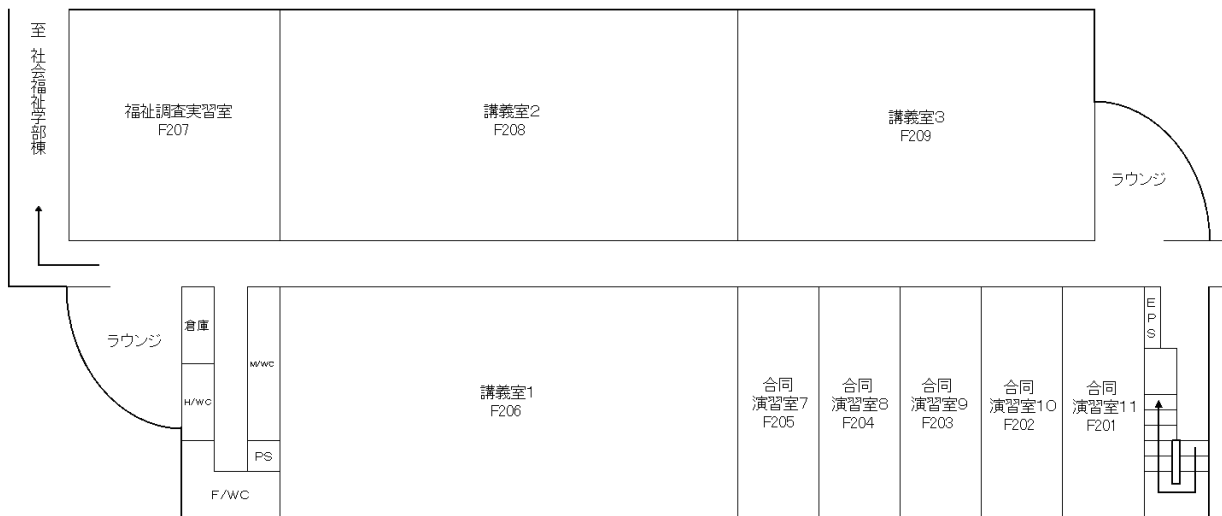 至 社会福祉学部棟
福祉調査実習室
F207
講義室2
F208
講義室3
F209
ラウンジ
ラウンジ
倉庫
H/WC
M/WC
PS
F/WC
講義室1
F206
合同
演習室7
F205
合同
演習室8
F204
合同
演習室9
F203
合同
演習室10
F202
合同
演習室11
F201
EPS